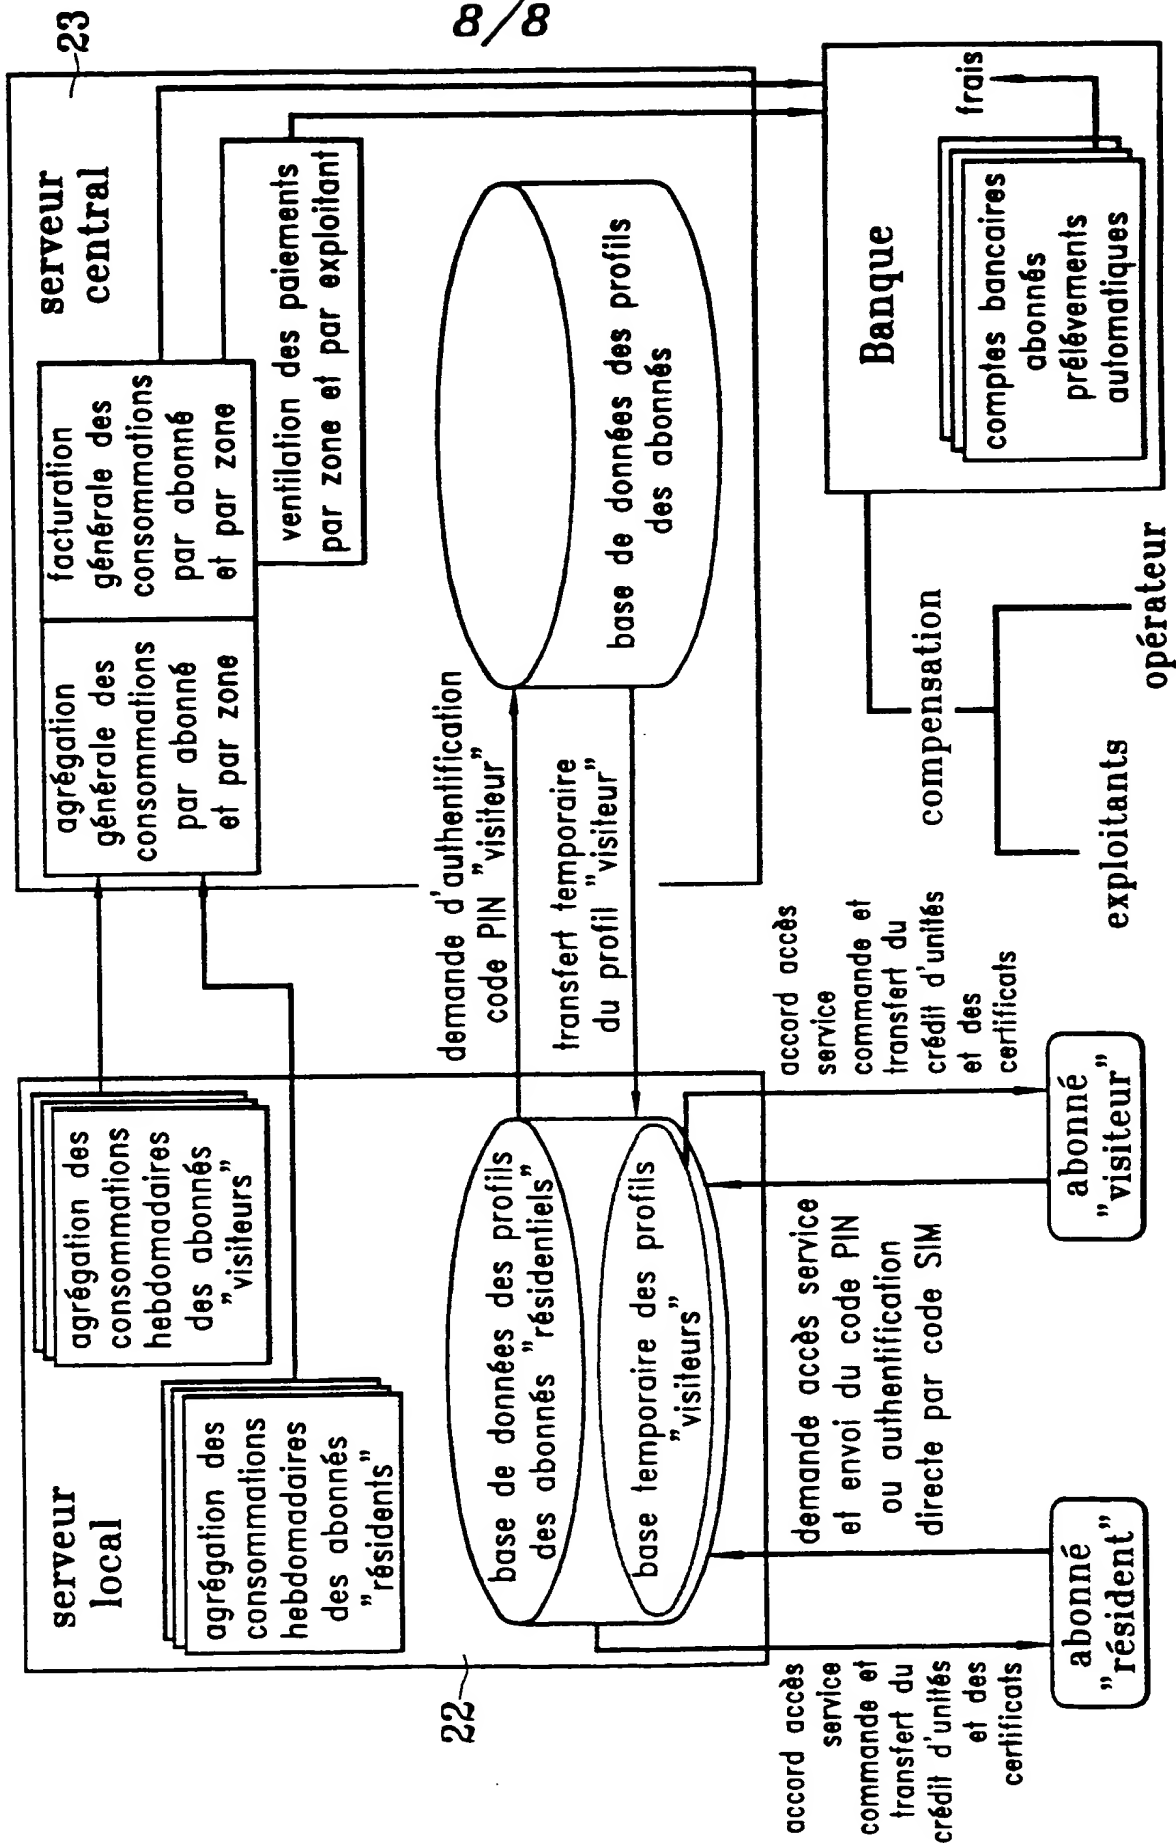 8/8
serveur
local
22
agrégation des
consommations
hebdomadaires
des abonnés
"visiteurs"
agrégation des
consommations
hebdomadaires
des abonnés
"résidents"
base de données des profils
des abonnés "résidentiels"
base temporaire des profils
"visiteurs"
serveur
central
23
agrégation
générale des
consommations
par abonné
et par zone
facturation
générale des
consommations
par abonné
et par zone
ventilation des paiements
par zone et par exploitant
base de données des profils
des abonnés
demande d'authentification
code PIN "visiteur"
transfert temporaire
du profil "visiteur"
accord accès
service
commande et
transfert du
crédit d'unités
et des
certificats
demande accès service
et envoi du code PIN
ou authentification
directe par code SIM
accord accès
service
commande et
transfert du
crédit d'unités
et des
certificats
abonné
"résident"
abonné
"visiteur"
Banque
frais
comptes bancaires
abonnés
prélévements
automatiques
compensation
exploitants
opérateur